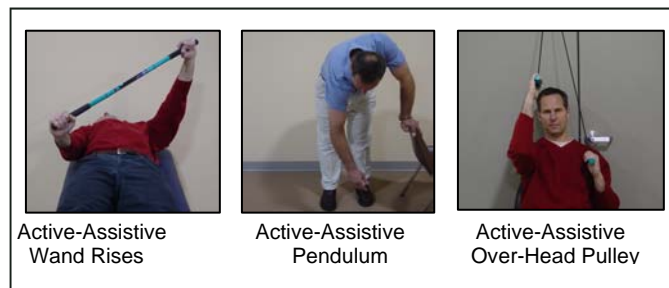 Active-Assistive
Wand Rises
Active-Assistive
Pendulum
Active-Assistive
Over-Head Pulley